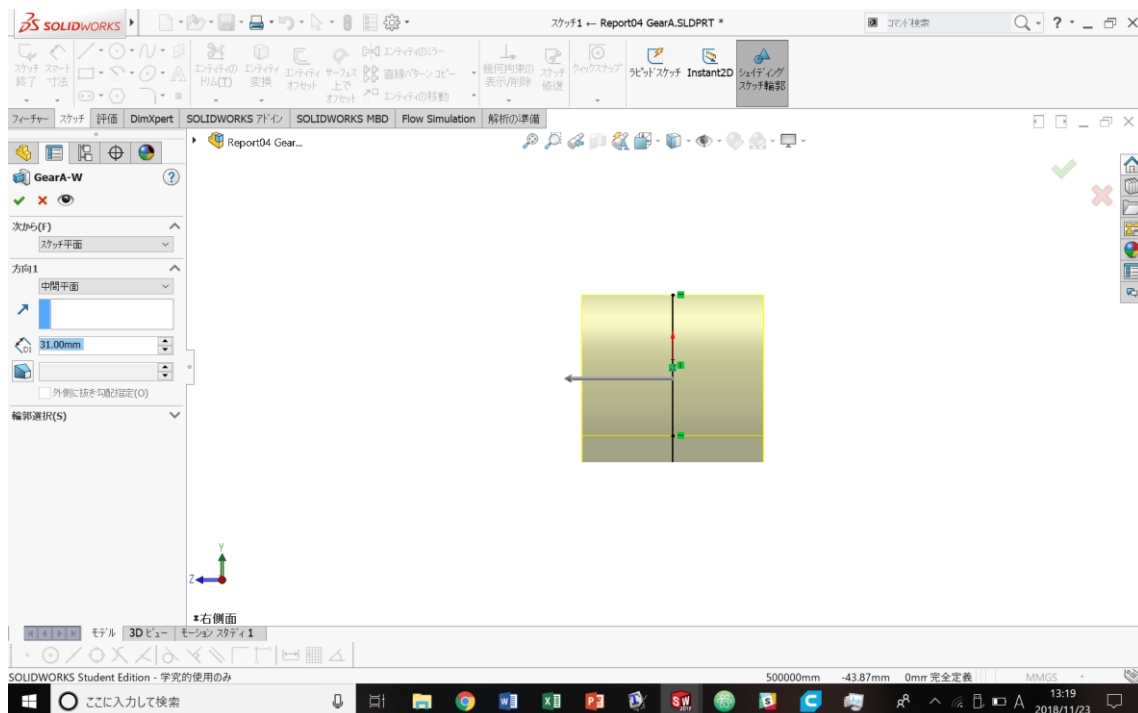 SOLIDWORKS
スケッチ1 ← Report04 GearA.SLDPRT *
コマンド検索
スケッチ終了
スマート寸法
エンティティのトリム(T)
エンティティ変換
エンティティオフセット
サーフェス上でオフセット
エンティティのミラー
直線パターン コピー
エンティティの移動
幾何拘束の表示/削除
スケッチ修復
クィックスナップ
ラピッドスケッチ
Instant2D
シェイディングスケッチ輪郭
フィーチャー スケッチ 評価 DimXpert SOLIDWORKS アドイン SOLIDWORKS MBD Flow Simulation 解析の準備
Report04 Gear...
GearA-W
次から(F)
スケッチ平面
方向1
中間平面
D1
31.00mm
外側に抜き勾配指定(O)
輪郭選択(S)
Y
Z
*右側面
モデル 3D ビュー モーション スタディ 1
SOLIDWORKS Student Edition - 学究的使用のみ
500000mm -43.87mm 0mm 完全定義 MMGS
ここに入力して検索
A
13:19
2018/11/23